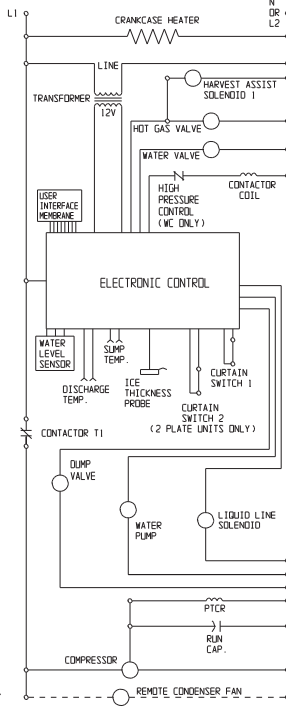 N
OR
L1
L2
CRANKCASE HEATER
LINE
TRANSFORMER
12V
HARVEST ASSIST
SOLENOID 1
HOT GAS VALVE
WATER VALVE
HIGH
PRESSURE
CONTROL
(WC ONLY)
CONTACTOR
COIL
USER
INTERFACE
MEMBRANE
ELECTRONIC CONTROL
WATER
LEVEL
SENSOR
SUMP
TEMP.
DISCHARGE
TEMP.
ICE
THICKNESS
PROBE
CURTAIN
SWITCH 1
CURTAIN
SWITCH 2
(2 PLATE UNITS ONLY)
CONTACTOR T1
DUMP
VALVE
WATER
PUMP
LIQUID LINE
SOLENOID
PTCR
RUN
CAP.
COMPRESSOR
REMOTE CONDENSER FAN